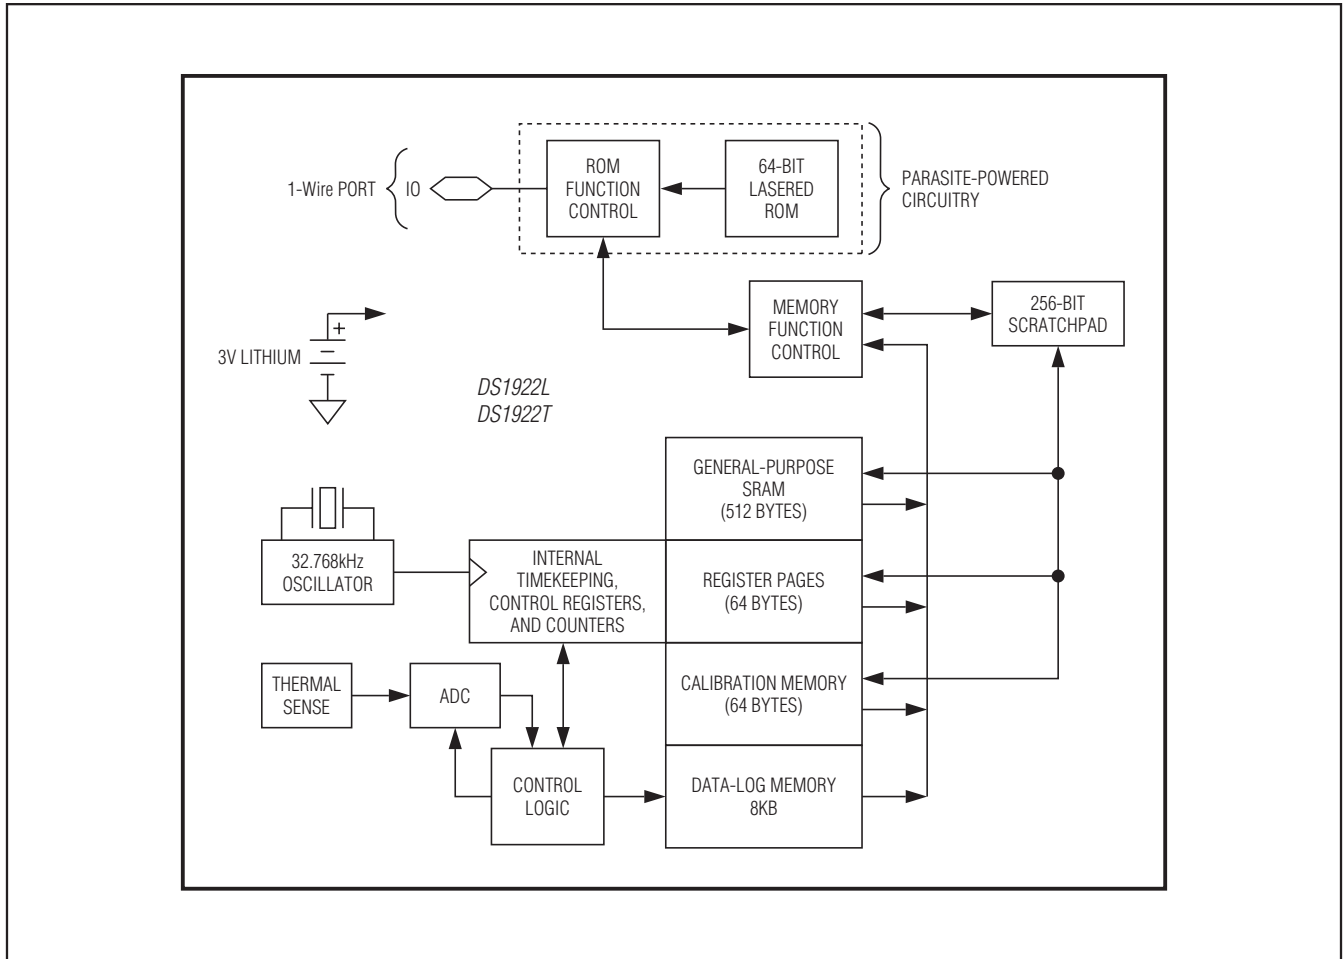 1-Wire PORT
IO
ROM
FUNCTION
CONTROL
64-BIT
LASERED
ROM
PARASITE-POWERED
CIRCUITRY
MEMORY
FUNCTION
CONTROL
256-BIT
SCRATCHPAD
3V LITHIUM
+
DS1922L
DS1922T
GENERAL-PURPOSE
SRAM
(512 BYTES)
32.768kHz
OSCILLATOR
INTERNAL
TIMEKEEPING,
CONTROL REGISTERS,
AND COUNTERS
REGISTER PAGES
(64 BYTES)
THERMAL
SENSE
ADC
CALIBRATION MEMORY
(64 BYTES)
CONTROL
LOGIC
DATA-LOG MEMORY
8KB